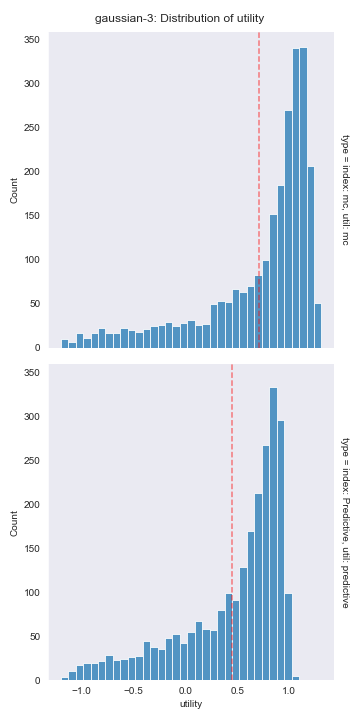 gaussian-3: Distribution of utility
350
300
250
200
150
100
50
0
Count
type = index: mc, util: mc
350
300
250
200
150
100
50
0
Count
type = index: Predictive, util: predictive
−1.0 −0.5 0.0 0.5 1.0
utility